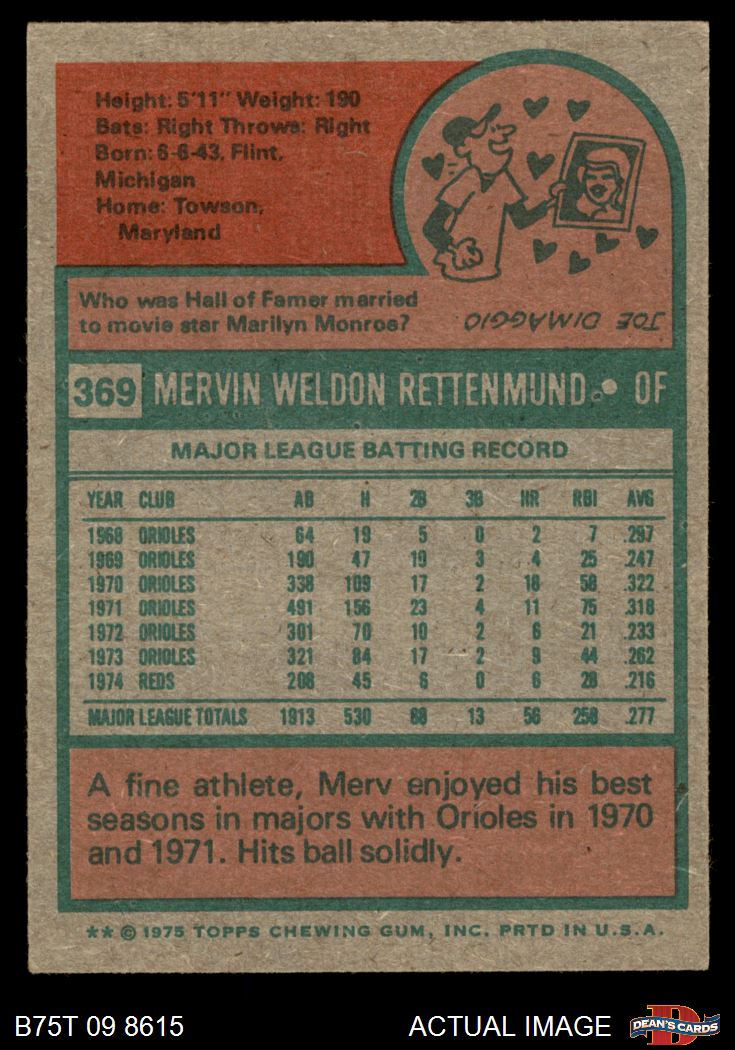 Height: 5'11" Weight: 190
Bats: Right Throws: Right
Born: 6-6-43, Flint,
Michigan
Home: Towson,
Maryland
Who was Hall of Famer married
to movie star Marilyn Monroe?
JOE DIMAGGIO
369 MERVIN WELDON RETTENMUND • OF
MAJOR LEAGUE BATTING RECORD
YEAR CLUB AB H 2B 3B HR RBI AVG
1968 ORIOLES 64 19 5 0 2 7 .297
1969 ORIOLES 190 47 10 3 4 25 .247
1970 ORIOLES 338 109 17 2 18 58 .322
1971 ORIOLES 491 156 23 4 11 75 .318
1972 ORIOLES 301 70 10 2 6 21 .233
1973 ORIOLES 321 84 17 2 9 44 .262
1974 REDS 208 45 6 0 6 28 .216
MAJOR LEAGUE TOTALS 1913 530 88 13 56 258 .277
A fine athlete, Merv enjoyed his best
seasons in majors with Orioles in 1970
and 1971. Hits ball solidly.
** © 1975 TOPPS CHEWING GUM, INC. PRTD IN U.S.A.
B75T 09 8615 ACTUAL IMAGE DEAN'S CARDS